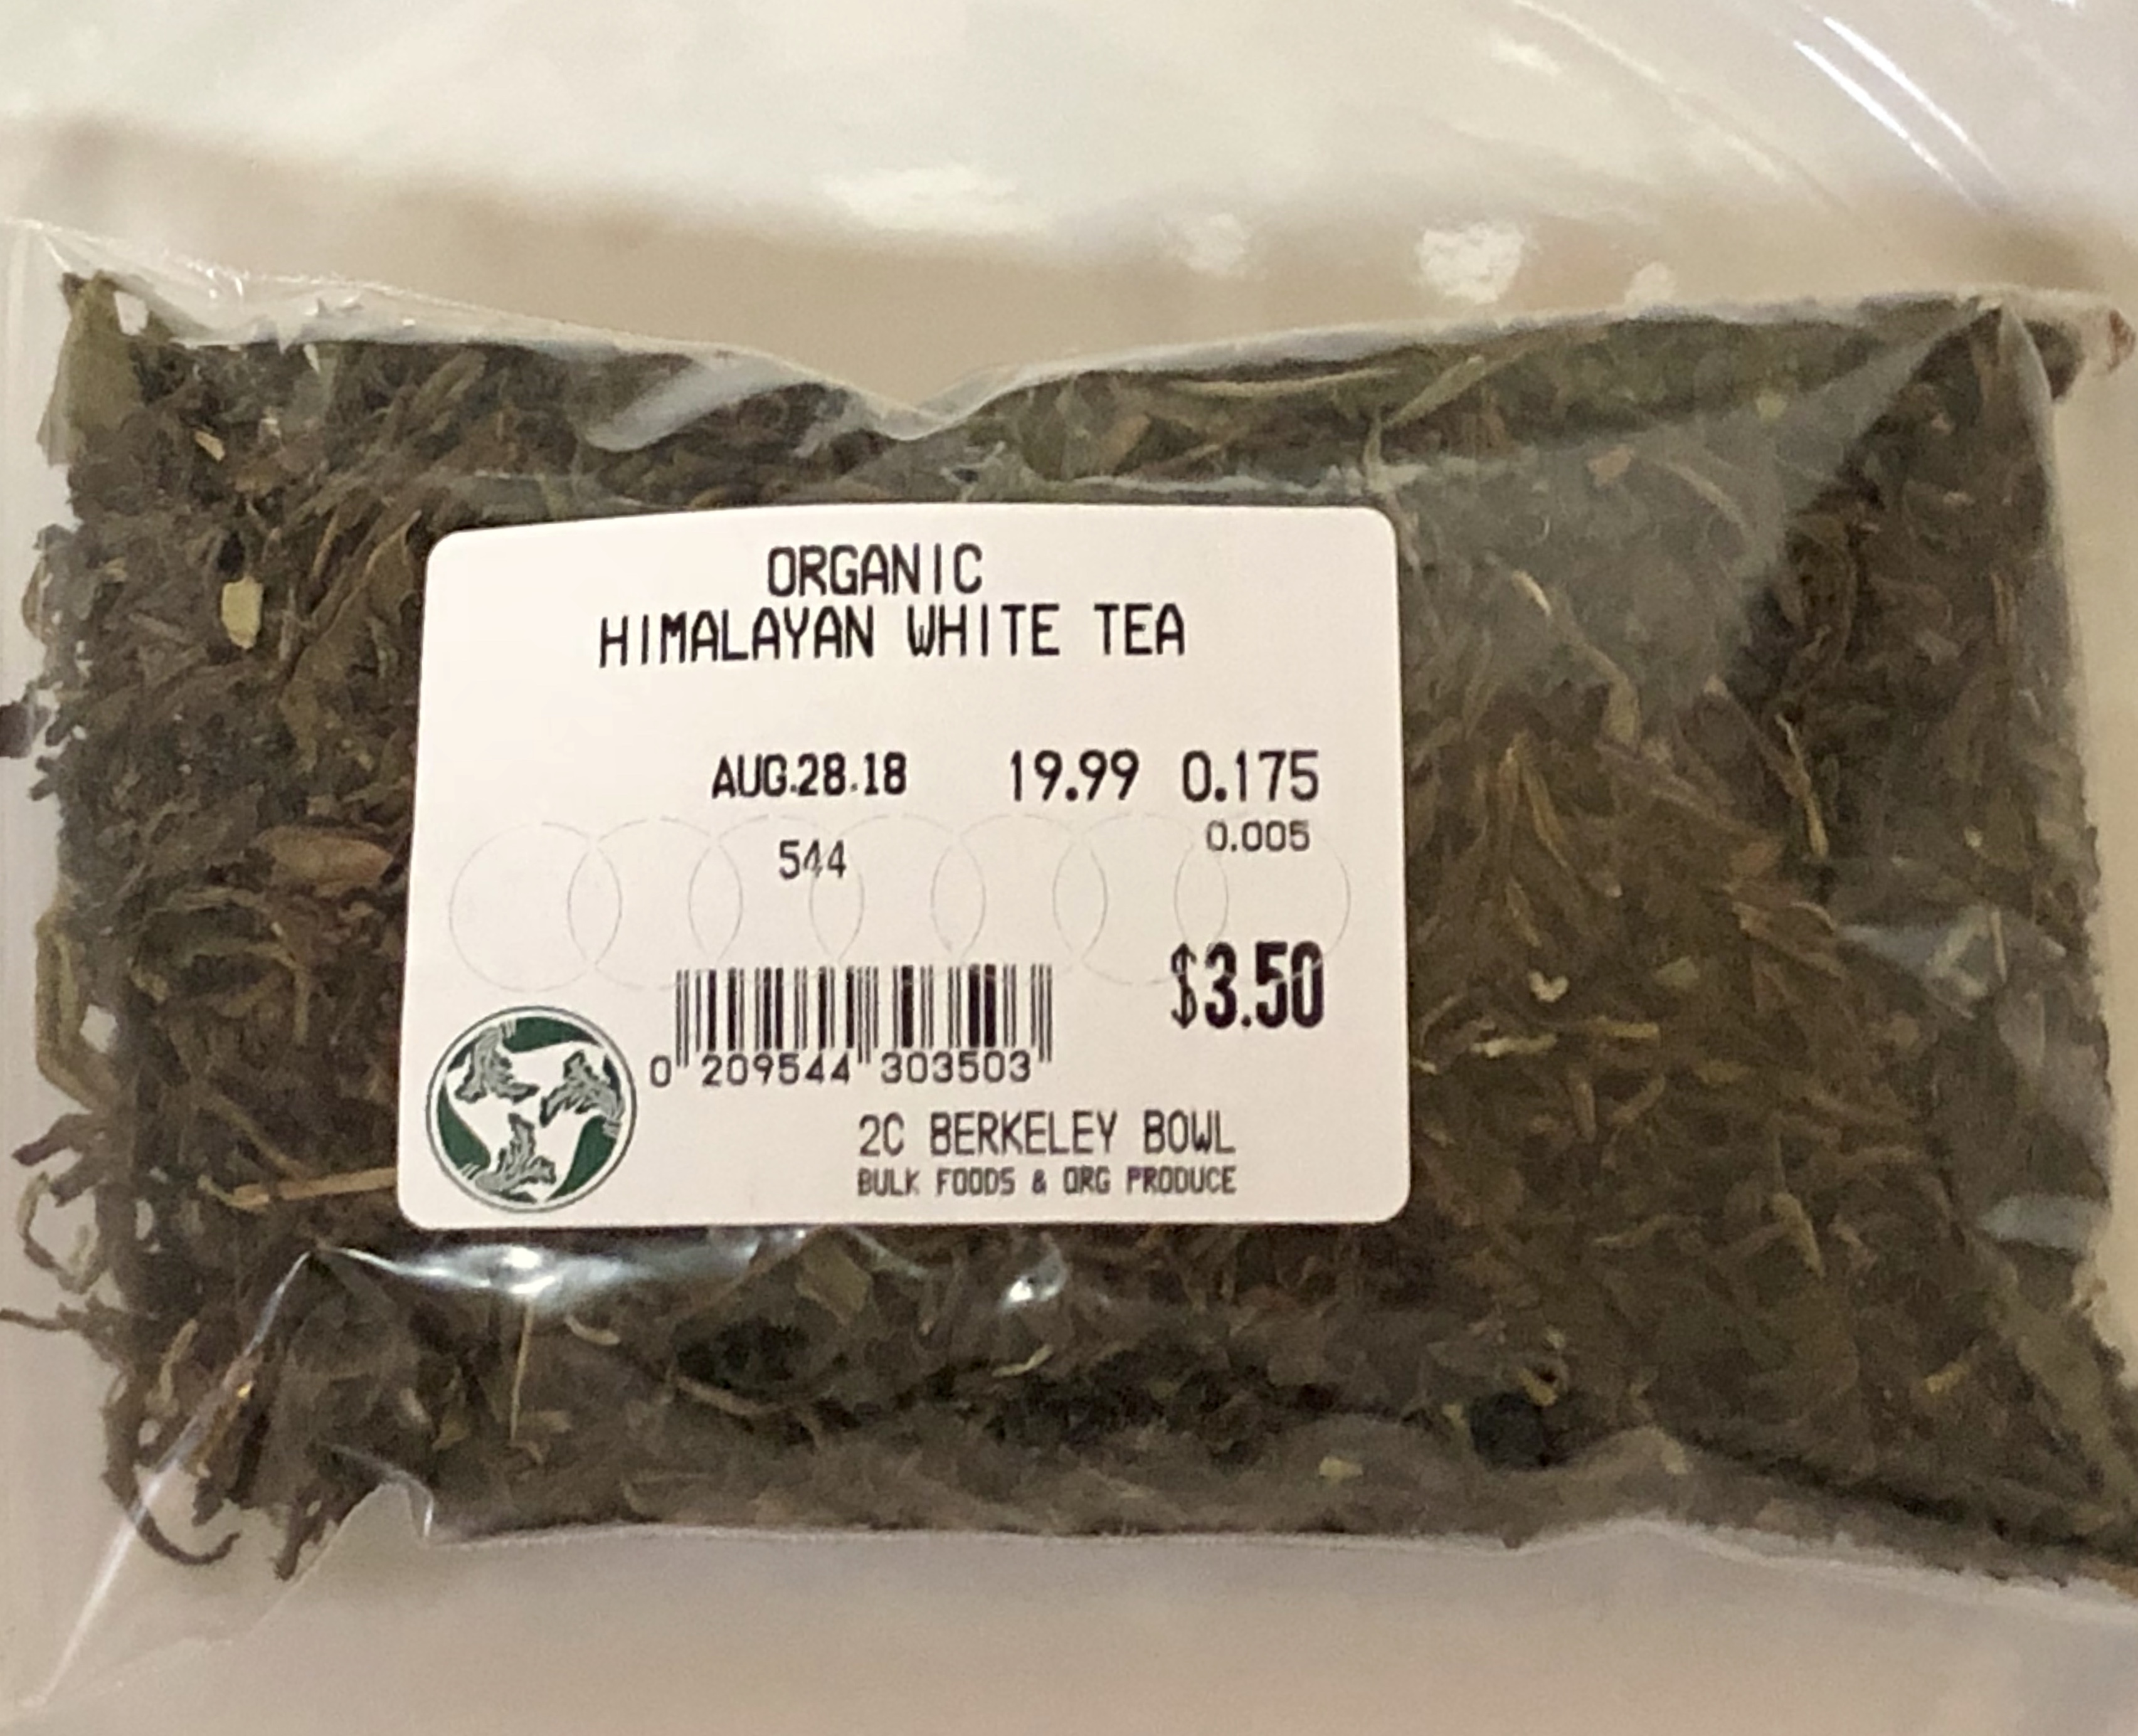 ORGANIC
HIMALAYAN WHITE TEA
AUG.28.18 19.99 0.175
0.005
544
$3.50
0 209544 303503
2C BERKELEY BOWL
BULK FOODS & ORG PRODUCE